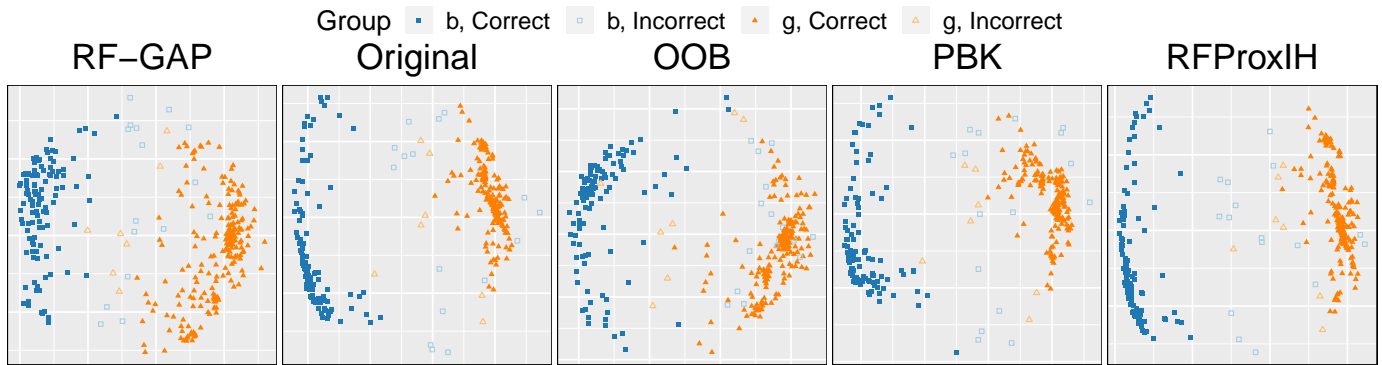 Group b, Correct b, Incorrect g, Correct g, Incorrect
RF−GAP Original OOB PBK RFProxIH